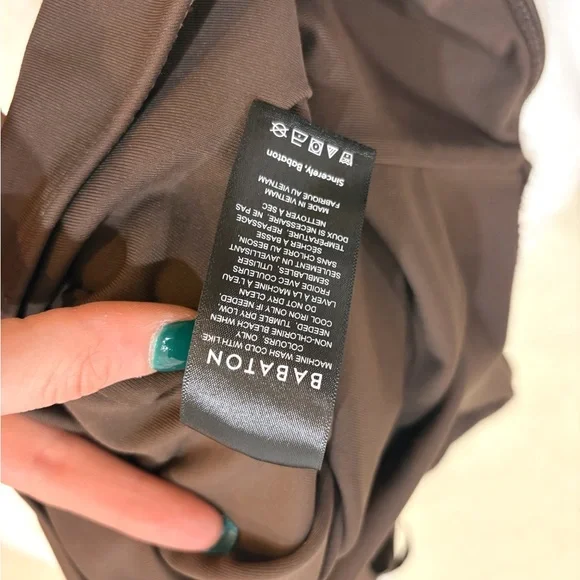 BABATON
MACHINE WASH COLD WITH LIKE
COLOURS, ONLY
NON-CHLORINE BLEACH WHEN
NEEDED, TUMBLE DRY LOW,
COOL IRON IF NEEDED,
DO NOT DRY CLEAN
LAVER À LA MACHINE À L'EAU
FROIDE AVEC COULEURS
SEMBLABLES, UTILISER
SEULEMENT UN JAVELLISANT
SANS CHLORE AU BESOIN,
SÉCHER À BASSE
TEMPÉRATURE, REPASSAGE
DOUX SI NÉCESSAIRE, NE PAS
NETTOYER À SEC
MADE IN VIETNAM
FABRIQUÉ AU VIETNAM
Sincerely, Babaton